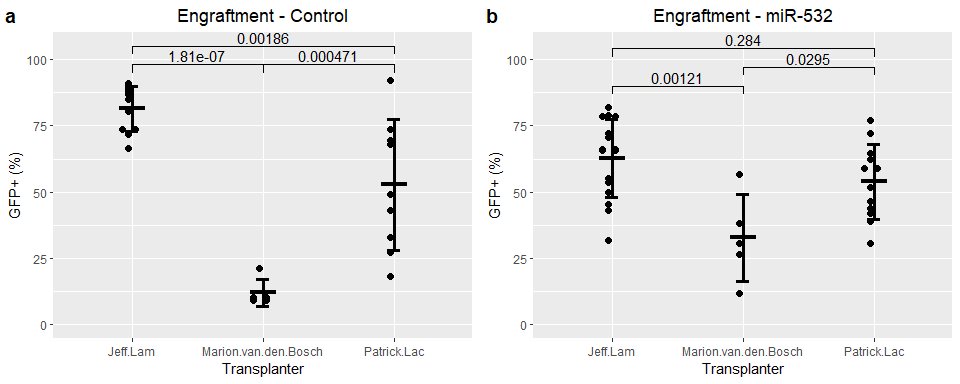 a
Engraftment - Control
0.00186
1.81e-07
0.000471
100
75
50
25
0
GFP+ (%)
Jeff.Lam
Marion.van.den.Bosch
Patrick.Lac
Transplanter
b
Engraftment - miR-532
0.284
0.0295
0.00121
100
75
50
25
0
GFP+ (%)
Jeff.Lam
Marion.van.den.Bosch
Patrick.Lac
Transplanter